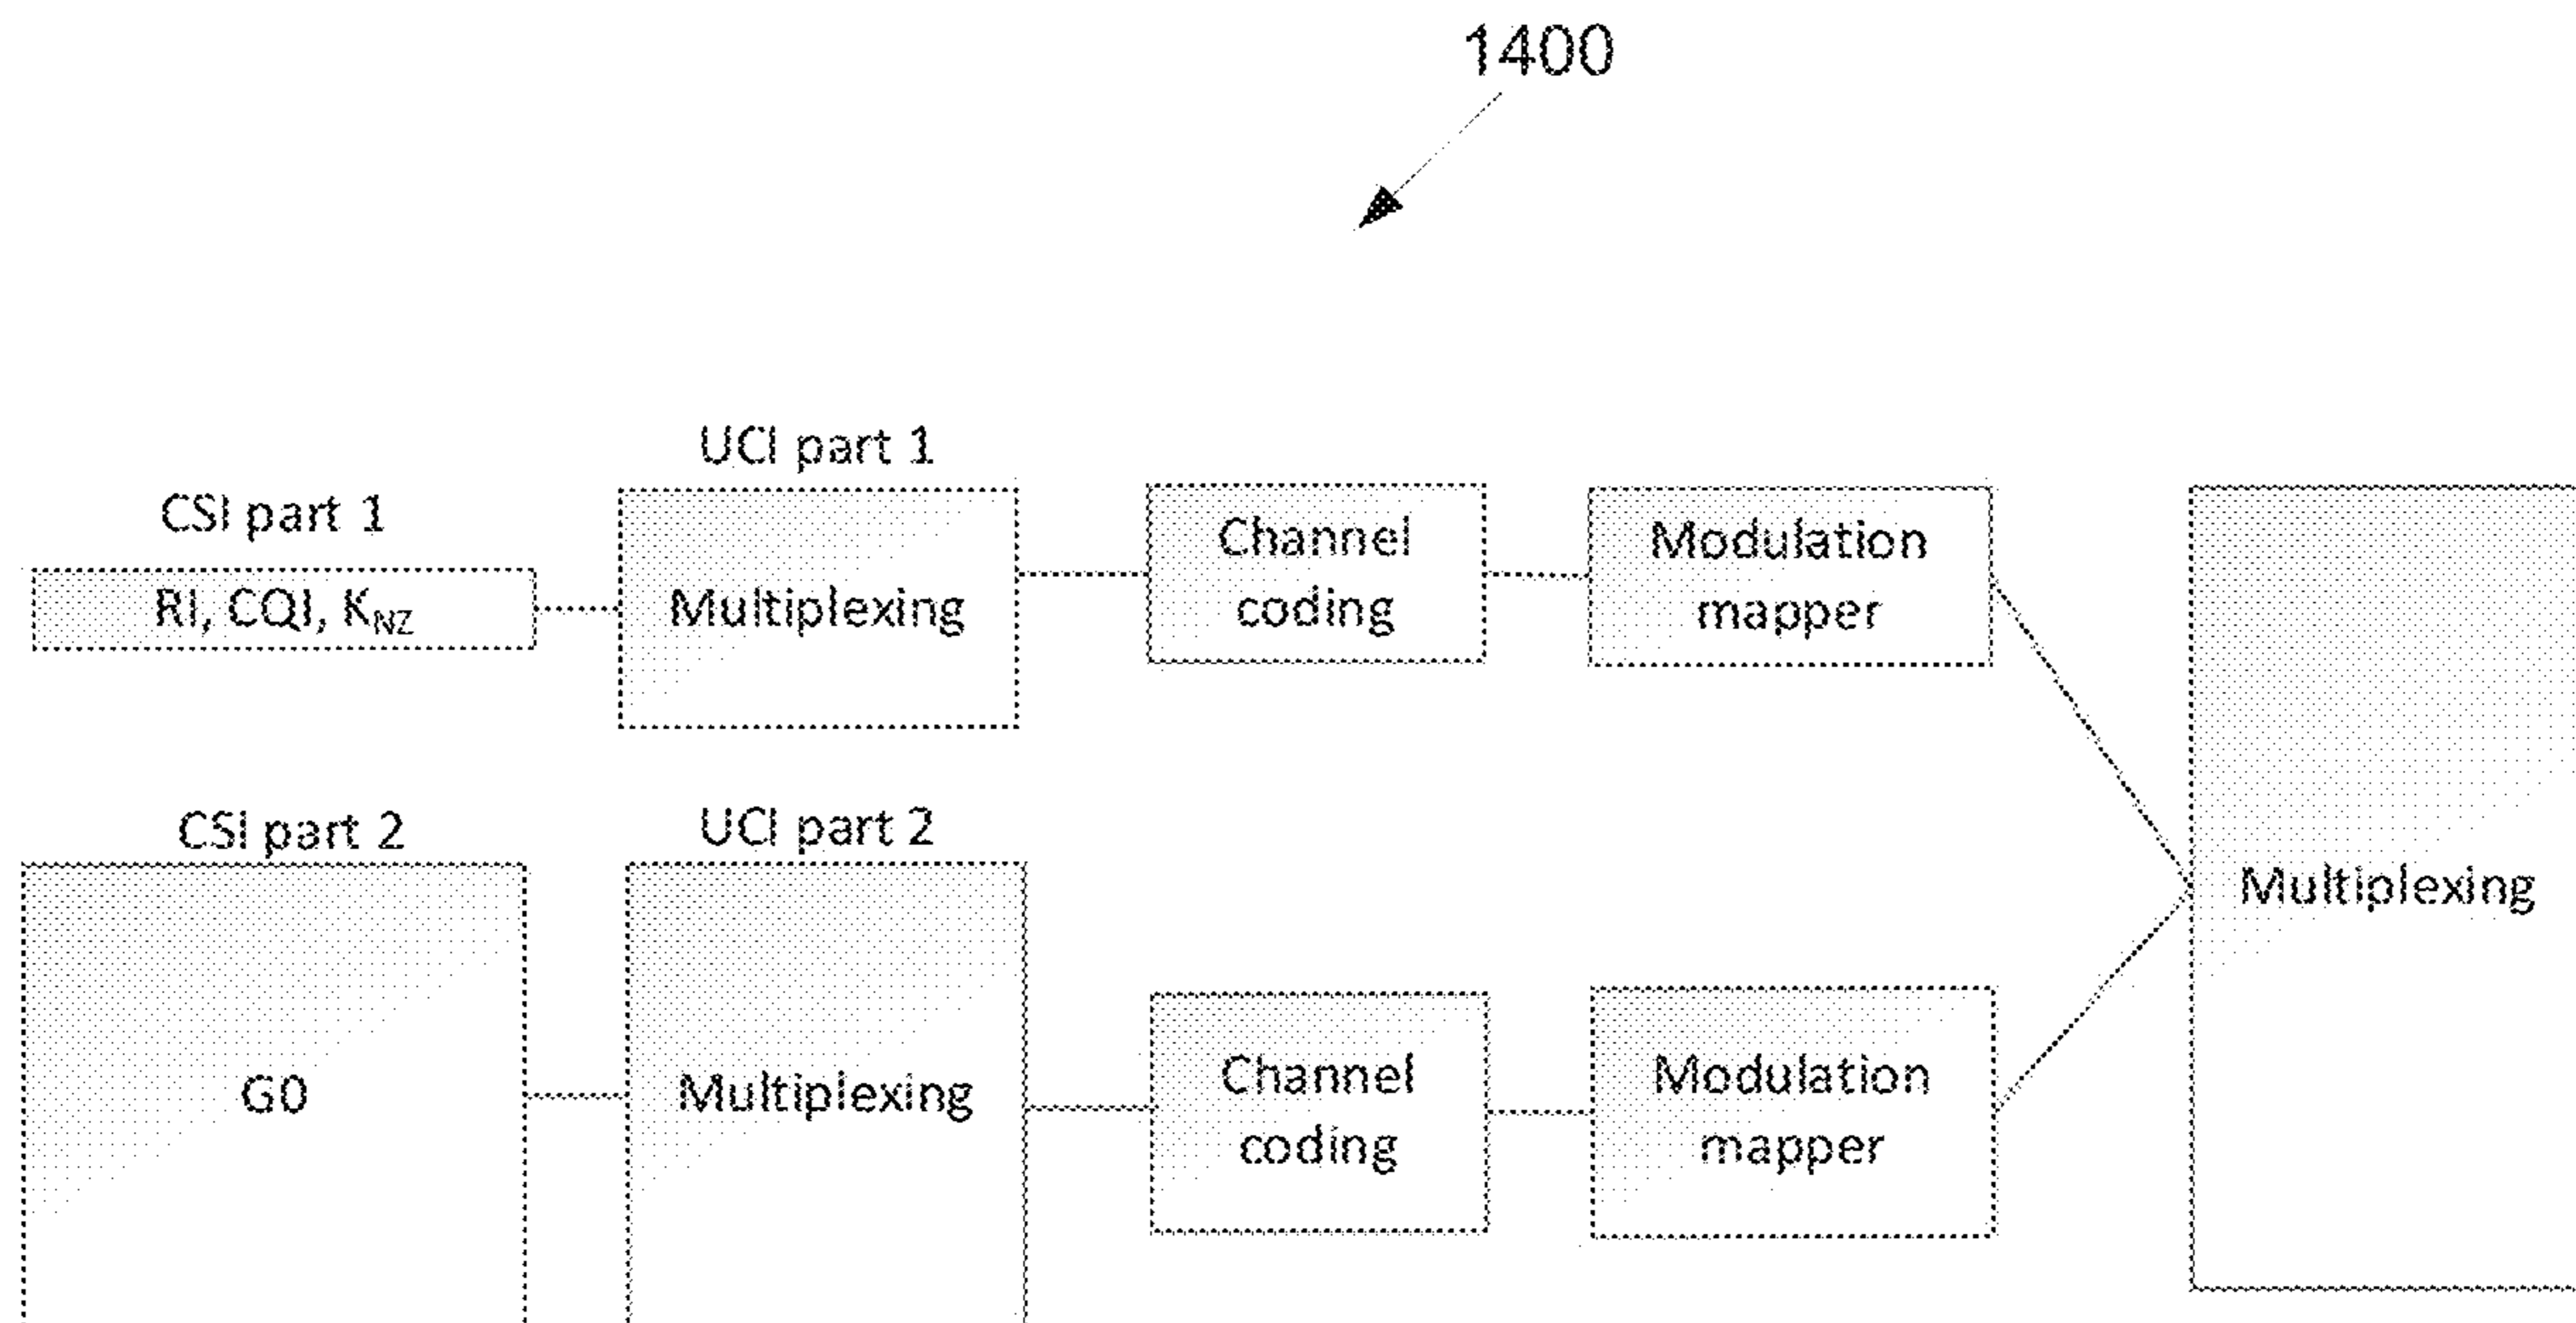 1400
UCI part 1
CSI part 1
RI, CQI, K_NZ
Multiplexing
Channel
coding
Modulation
mapper
CSI part 2
UCI part 2
G0
Multiplexing
Channel
coding
Modulation
mapper
Multiplexing